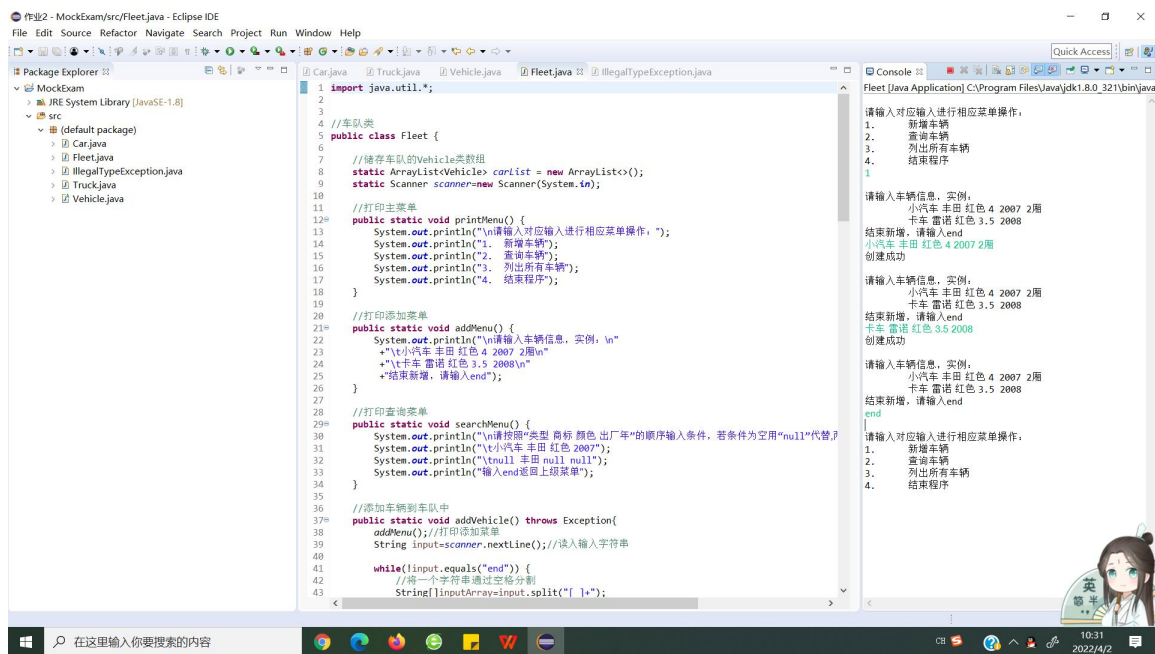 作业2 - MockExam/src/Fleet.java - Eclipse IDE
File Edit Source Refactor Navigate Search Project Run Window Help
Quick Access
Package Explorer
MockExam
JRE System Library [JavaSE-1.8]
src
(default package)
Car.java
Fleet.java
IllegalTypeException.java
Truck.java
Vehicle.java
Car.java Truck.java Vehicle.java Fleet.java IllegalTypeException.java
1 import java.util.*;
2
3
4 //车队类
5 public class Fleet {
6
7 //储存车队的Vehicle类数组
8 static ArrayList<Vehicle> carList = new ArrayList<>();
9 static Scanner scanner=new Scanner(System.in);
10
11 //打印主菜单
12 public static void printMenu() {
13 System.out.println("\n请输入对应输入进行相应菜单操作：");
14 System.out.println("1. 新增车辆");
15 System.out.println("2. 查询车辆");
16 System.out.println("3. 列出所有车辆");
17 System.out.println("4. 结束程序");
18 }
19
20 //打印添加菜单
21 public static void addMenu() {
22 System.out.println("\n请输入车辆信息，实例：\n"
23 +"\t小汽车 丰田 红色 4 2007 2厢\n"
24 +"\t卡车 雷诺 红色 3.5 2008\n"
25 +"结束新增，请输入end");
26 }
27
28 //打印查询菜单
29 public static void searchMenu() {
30 System.out.println("\n请按照“类型 商标 颜色 出厂年”的顺序输入条件，若条件为空用“null”代替,
31 System.out.println("\t小汽车 丰田 红色 2007");
32 System.out.println("\tnull 丰田 null null");
33 System.out.println("输入end返回上级菜单");
34 }
35
36 //添加车辆到车队中
37 public static void addVehicle() throws Exception{
38 addMenu();//打印添加菜单
39 String input=scanner.nextLine();//读入输入字符串
40
41 while(!input.equals("end")) {
42 //将一个字符串通过空格分割
43 String[]inputArray=input.split("[ ]+");
Console
Fleet [Java Application] C:\Program Files\Java\jdk1.8.0_321\bin\java
请输入对应输入进行相应菜单操作：
1. 新增车辆
2. 查询车辆
3. 列出所有车辆
4. 结束程序
1
请输入车辆信息，实例：
小汽车 丰田 红色 4 2007 2厢
卡车 雷诺 红色 3.5 2008
结束新增，请输入end
小汽车 丰田 红色 4 2007 2厢
创建成功
请输入车辆信息，实例：
小汽车 丰田 红色 4 2007 2厢
卡车 雷诺 红色 3.5 2008
结束新增，请输入end
卡车 雷诺 红色 3.5 2008
创建成功
请输入车辆信息，实例：
小汽车 丰田 红色 4 2007 2厢
卡车 雷诺 红色 3.5 2008
结束新增，请输入end
end
请输入对应输入进行相应菜单操作：
1. 新增车辆
2. 查询车辆
3. 列出所有车辆
4. 结束程序
英
简 半
在这里输入你要搜索的内容
CH
10:31
2022/4/2